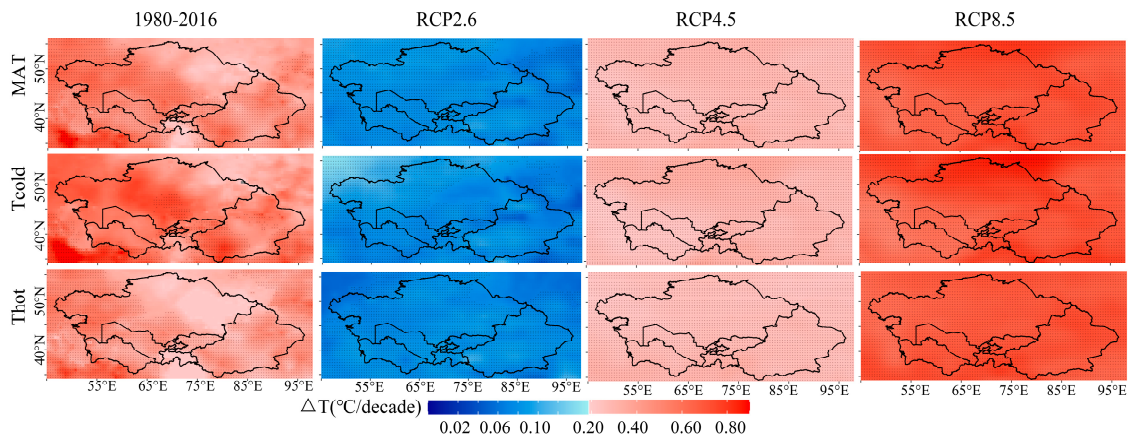 1980-2016 RCP2.6 RCP4.5 RCP8.5
MAT
50°N
40°N
Tcold
50°N
40°N
Thot
50°N
40°N
55°E 65°E 75°E 85°E 95°E 55°E 65°E 75°E 85°E 95°E 55°E 65°E 75°E 85°E 95°E 55°E 65°E 75°E 85°E 95°E
△T(℃/decade)
0.02 0.06 0.10 0.20 0.40 0.60 0.80